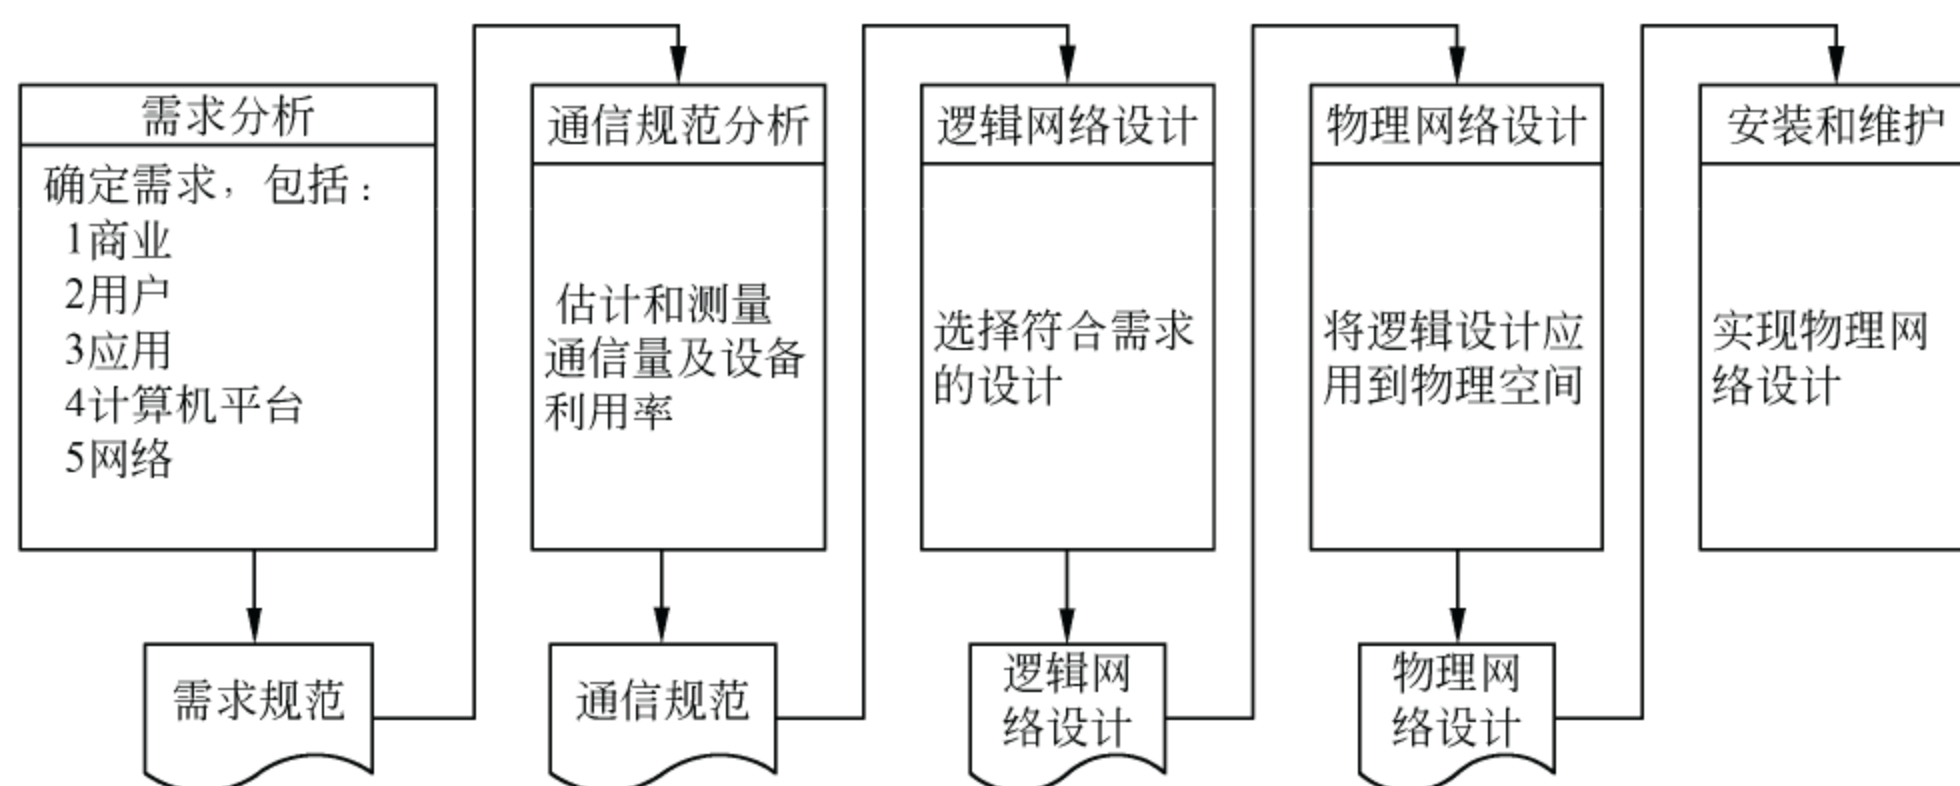 需求分析
确定需求，包括：
1商业
2用户
3应用
4计算机平台
5网络
需求规范
通信规范分析
估计和测量
通信量及设备
利用率
通信规范
逻辑网络设计
选择符合需求
的设计
逻辑网
络设计
物理网络设计
将逻辑设计应
用到物理空间
物理网
络设计
安装和维护
实现物理网
络设计